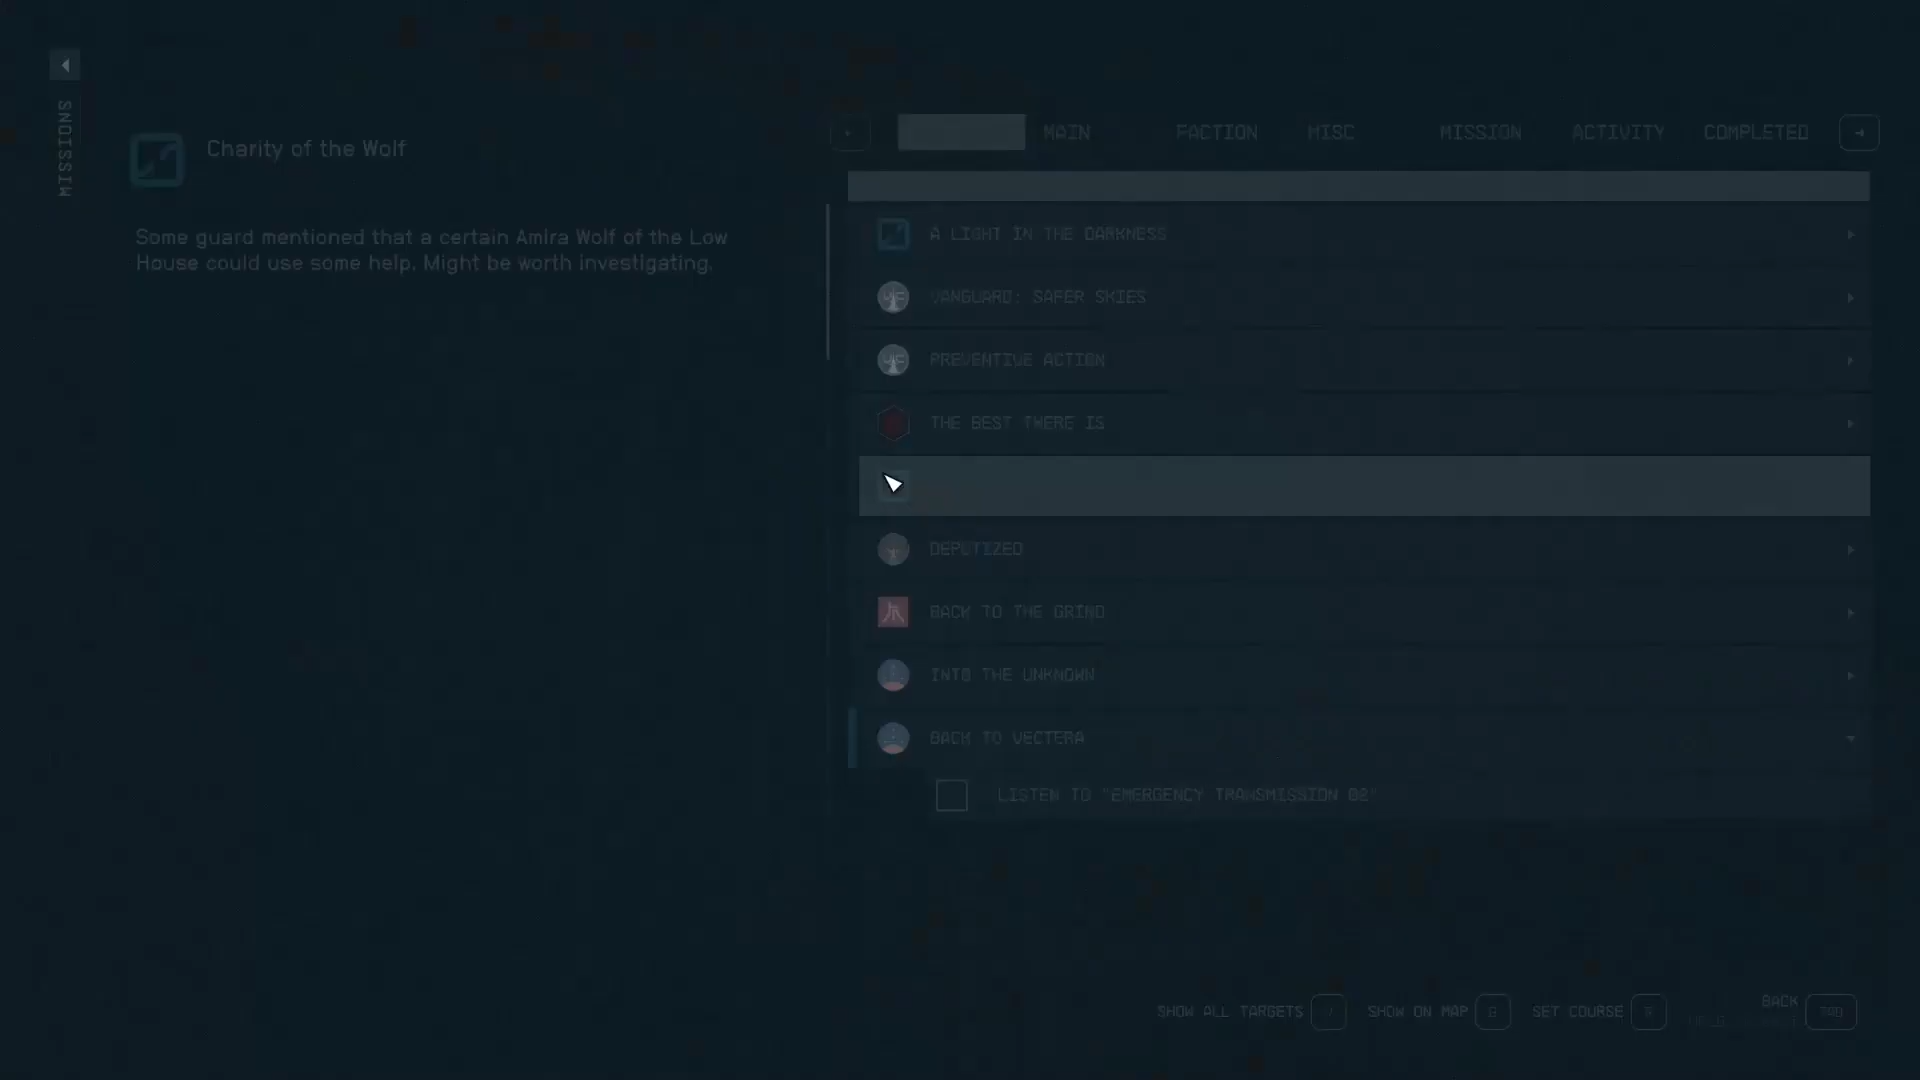 MISSIONS
Charity of the Wolf
Some guard mentioned that a certain Amira Wolf of the Low
House could use some help. Might be worth investigating.
MAIN FACTION MISC MISSION ACTIVITY COMPLETED
A LIGHT IN THE DARKNESS
VANGUARD: SAFER SKIES
PREVENTIVE ACTION
THE BEST THERE IS
DEPUTIZED
BACK TO THE GRIND
INTO THE UNKNOWN
BACK TO VECTERA
LISTEN TO "EMERGENCY TRANSMISSION 02"
SHOW ALL TARGETS SHOW ON MAP G SET COURSE R BACK TAB